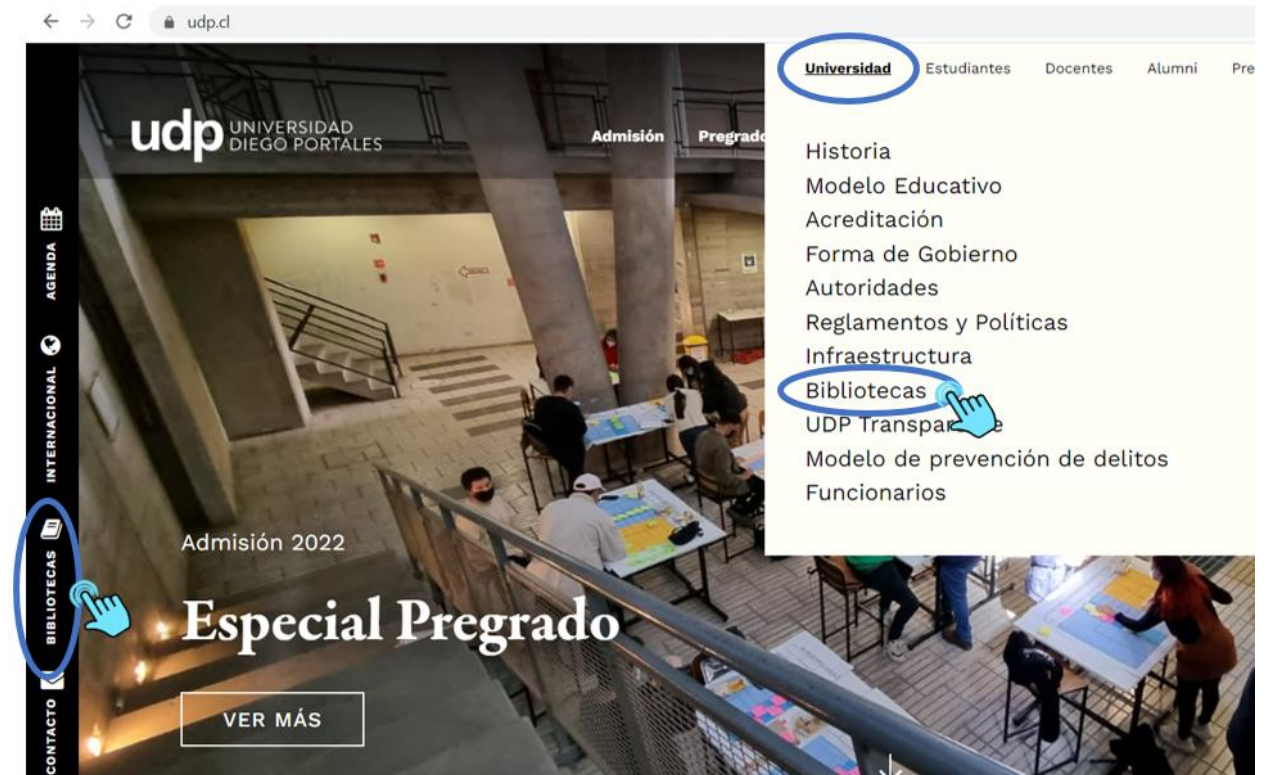 udp.cl
Universidad Estudiantes Docentes Alumni Pre
udp UNIVERSIDAD
DIEGO PORTALES
Admisión Pregrado
Historia
Modelo Educativo
Acreditación
Forma de Gobierno
Autoridades
Reglamentos y Políticas
Infraestructura
Bibliotecas
UDP Transpar e
Modelo de prevención de delitos
Funcionarios
AGENDA
INTERNACIONAL
BIBLIOTECAS
CONTACTO
Admisión 2022
Especial Pregrado
VER MÁS